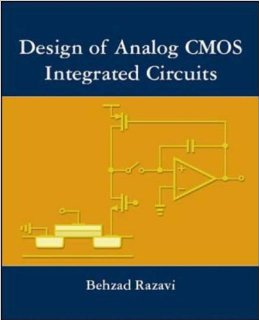 Design of Analog CMOS
Integrated Circuits
+
−
Behzad Razavi